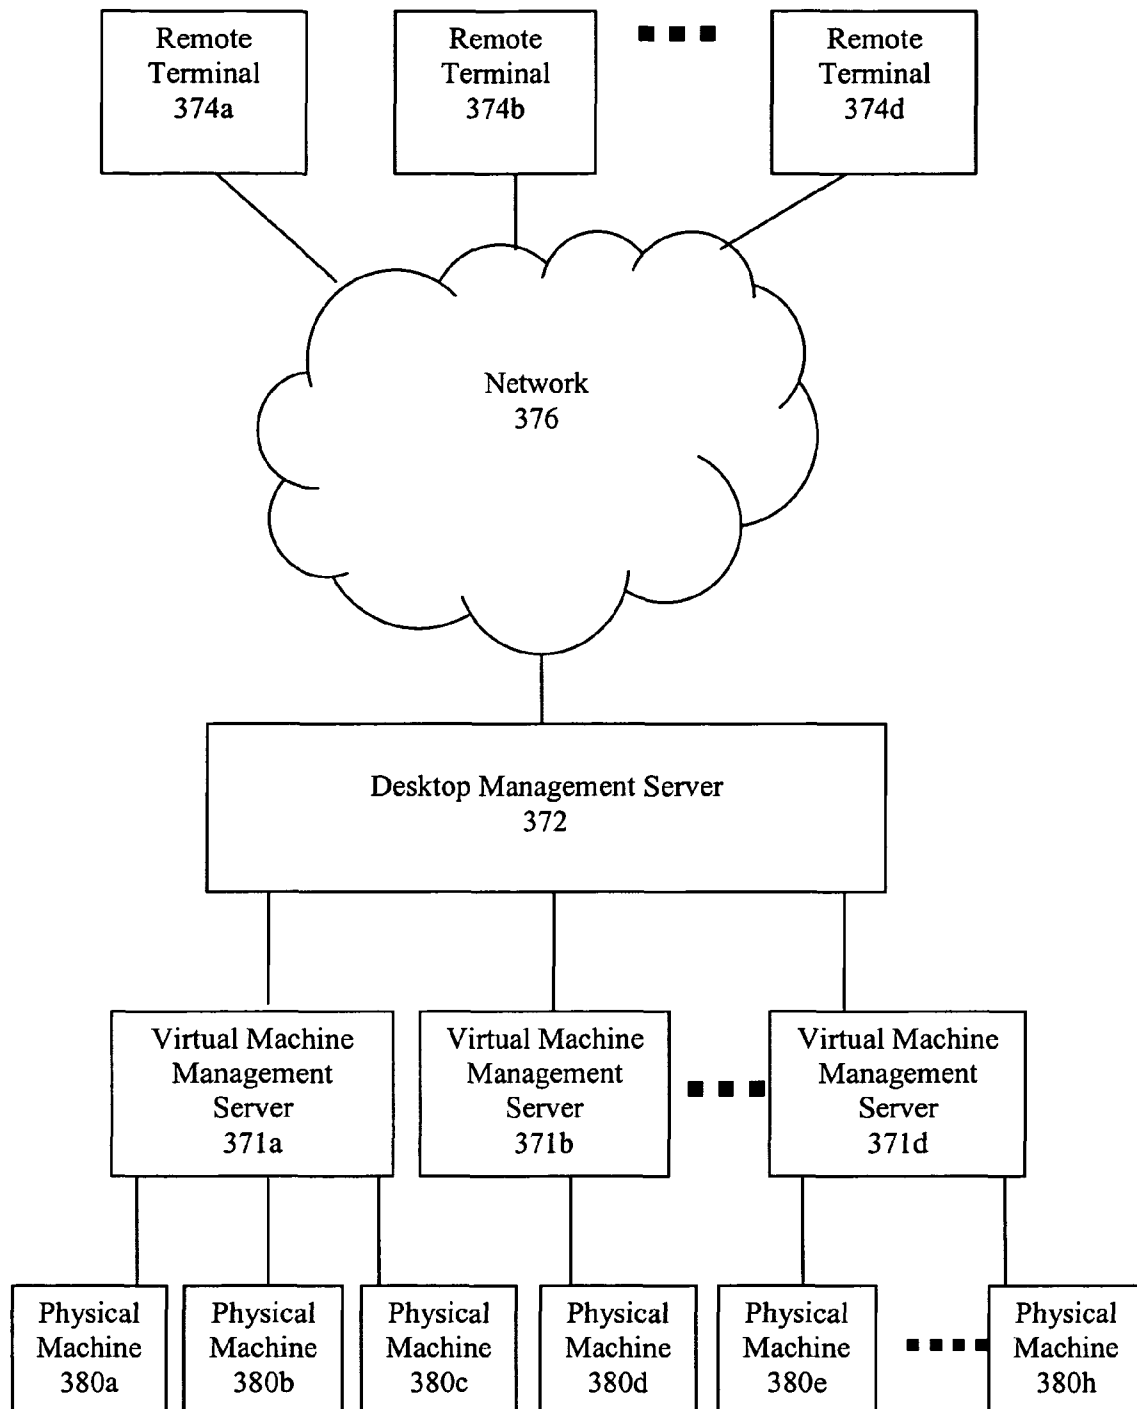 Remote
Terminal
374a
Remote
Terminal
374b
Remote
Terminal
374d
Network
376
Desktop Management Server
372
Virtual Machine
Management
Server
371a
Virtual Machine
Management
Server
371b
Virtual Machine
Management
Server
371d
Physical
Machine
380a
Physical
Machine
380b
Physical
Machine
380c
Physical
Machine
380d
Physical
Machine
380e
Physical
Machine
380h